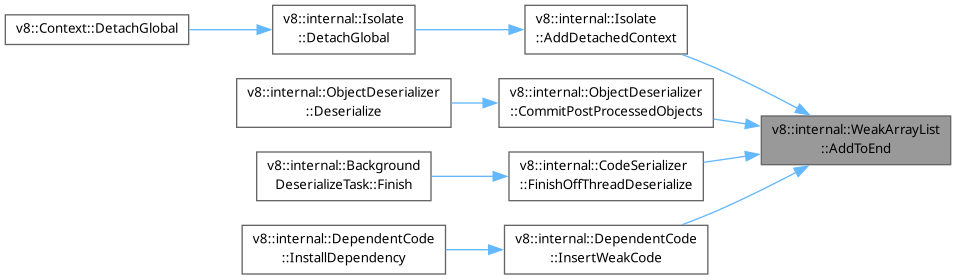 v8::Context::DetachGlobal
v8::internal::Isolate
::DetachGlobal
v8::internal::Isolate
::AddDetachedContext
v8::internal::ObjectDeserializer
::Deserialize
v8::internal::ObjectDeserializer
::CommitPostProcessedObjects
v8::internal::WeakArrayList
::AddToEnd
v8::internal::Background
DeserializeTask::Finish
v8::internal::CodeSerializer
::FinishOffThreadDeserialize
v8::internal::DependentCode
::InstallDependency
v8::internal::DependentCode
::InsertWeakCode